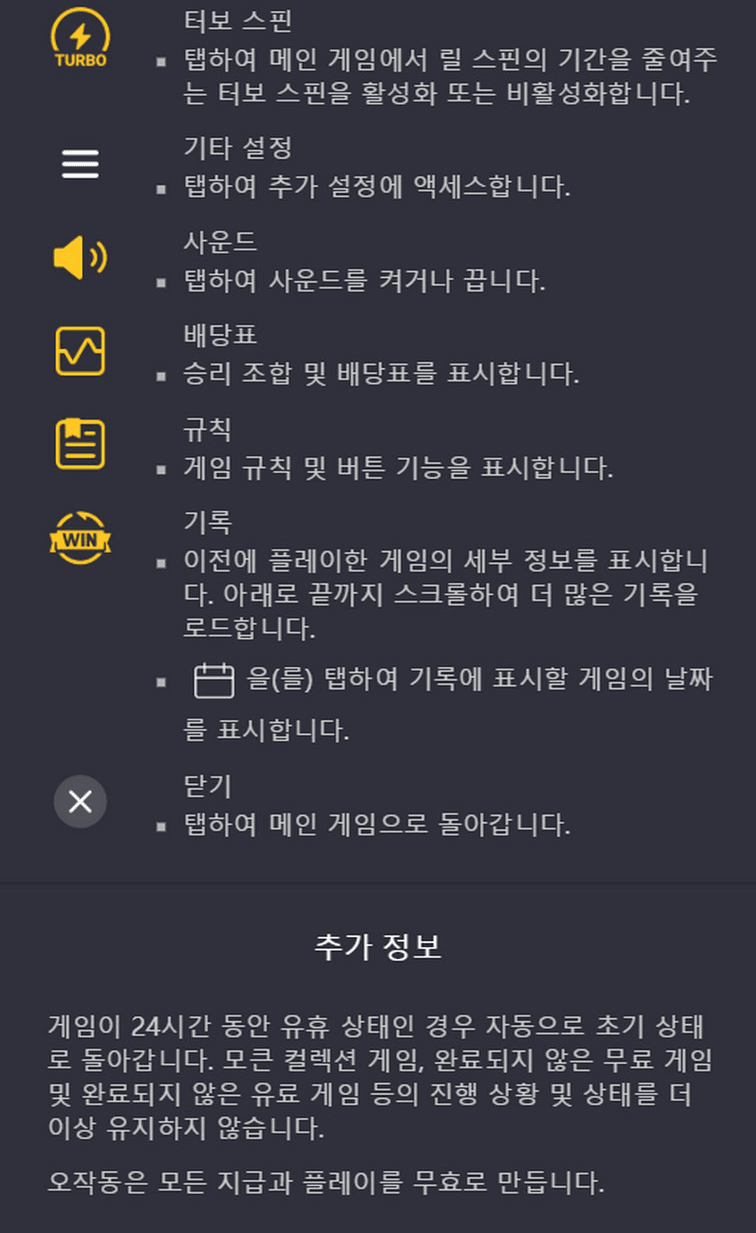 터보 스핀
TURBO
▪ 탭하여 메인 게임에서 릴 스핀의 기간을 줄여주
는 터보 스핀을 활성화 또는 비활성화합니다.
기타 설정
▪ 탭하여 추가 설정에 액세스합니다.
사운드
▪ 탭하여 사운드를 켜거나 끕니다.
배당표
▪ 승리 조합 및 배당표를 표시합니다.
규칙
▪ 게임 규칙 및 버튼 기능을 표시합니다.
기록
WIN
▪ 이전에 플레이한 게임의 세부 정보를 표시합니
다. 아래로 끝까지 스크롤하여 더 많은 기록을
로드합니다.
▪ 을(를) 탭하여 기록에 표시할 게임의 날짜
를 표시합니다.
닫기
▪ 탭하여 메인 게임으로 돌아갑니다.
추가 정보
게임이 24시간 동안 유휴 상태인 경우 자동으로 초기 상태
로 돌아갑니다. 모큰 컬렉션 게임, 완료되지 않은 무료 게임
및 완료되지 않은 유료 게임 등의 진행 상황 및 상태를 더
이상 유지하지 않습니다.
오작동은 모든 지급과 플레이를 무효로 만듭니다.